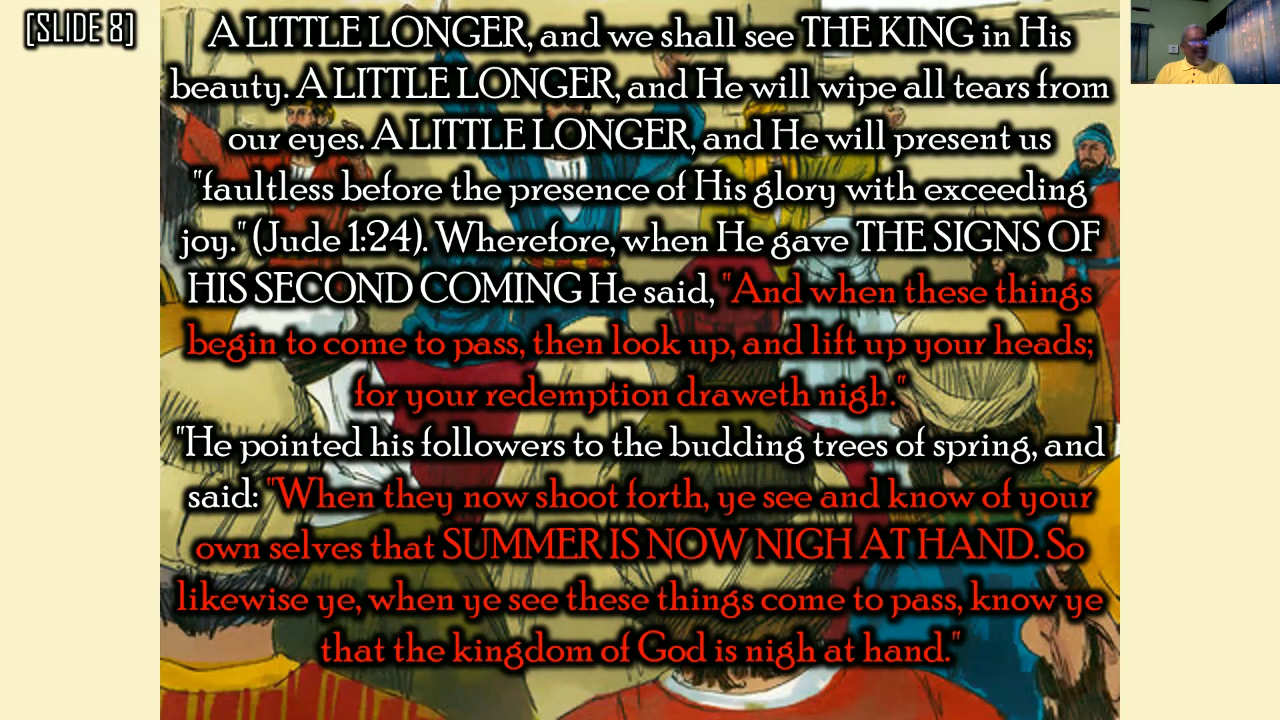 [SLIDE 8]
A LITTLE LONGER, and we shall see THE KING in His
beauty. A LITTLE LONGER, and He will wipe all tears from
our eyes. A LITTLE LONGER, and He will present us
"faultless before the presence of His glory with exceeding
joy." (Jude 1:24). Wherefore, when He gave THE SIGNS OF
HIS SECOND COMING He said, "And when these things
begin to come to pass, then look up, and lift up your heads;
for your redemption draweth nigh."
"He pointed his followers to the budding trees of spring, and
said: "When they now shoot forth, ye see and know of your
own selves that SUMMER IS NOW NIGH AT HAND. So
likewise ye, when ye see these things come to pass, know ye
that the kingdom of God is nigh at hand."